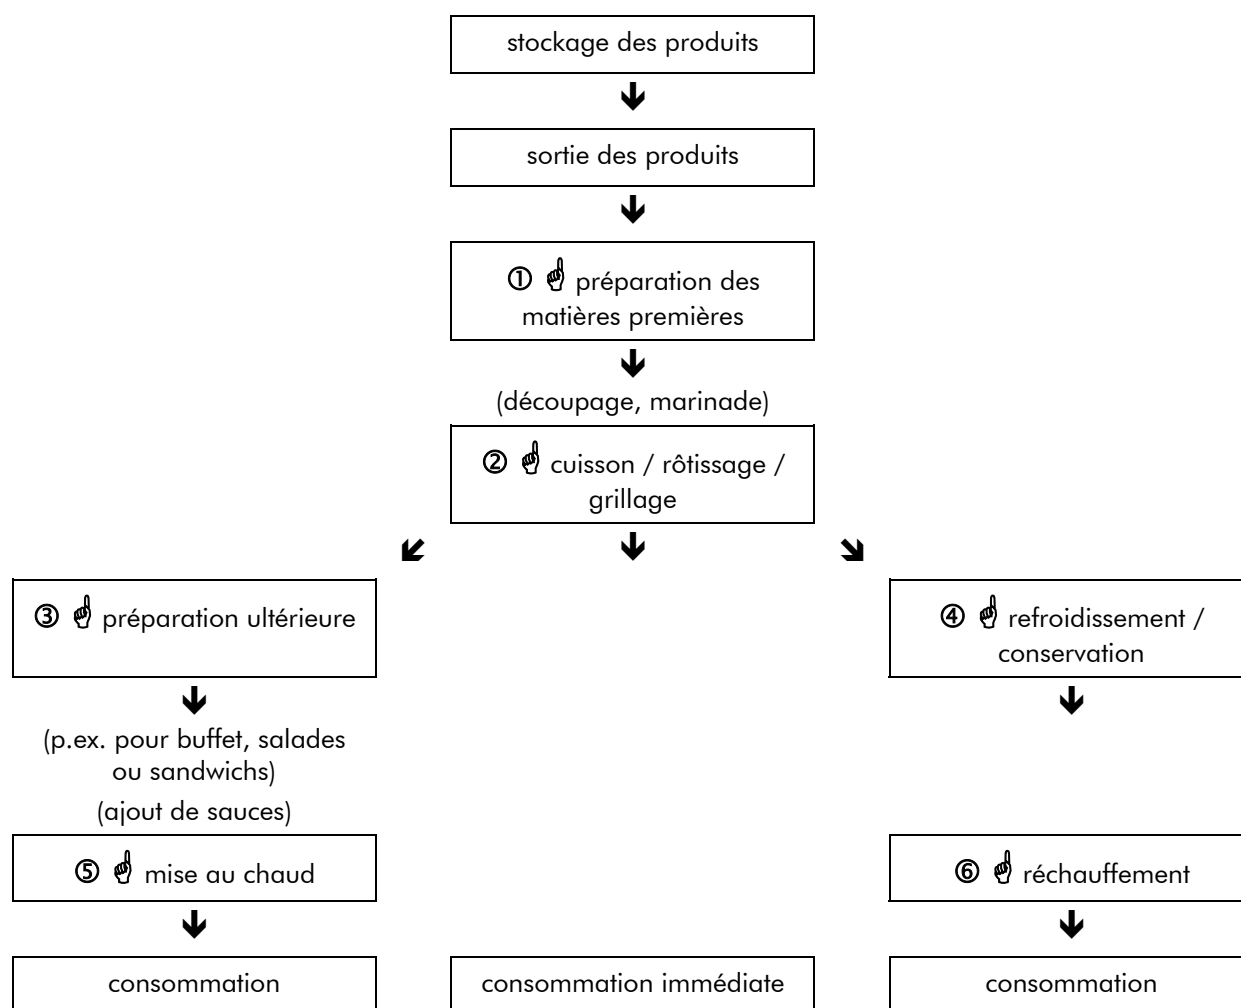 stockage des produits
sortie des produits
① ☝ préparation des
matières premières
(découpage, marinade)
② ☝ cuisson / rôtissage /
grillage
③ ☝ préparation ultérieure
④ ☝ refroidissement /
conservation
(p.ex. pour buffet, salades
ou sandwichs)
(ajout de sauces)
⑤ ☝ mise au chaud
⑥ ☝ réchauffement
consommation
consommation immédiate
consommation